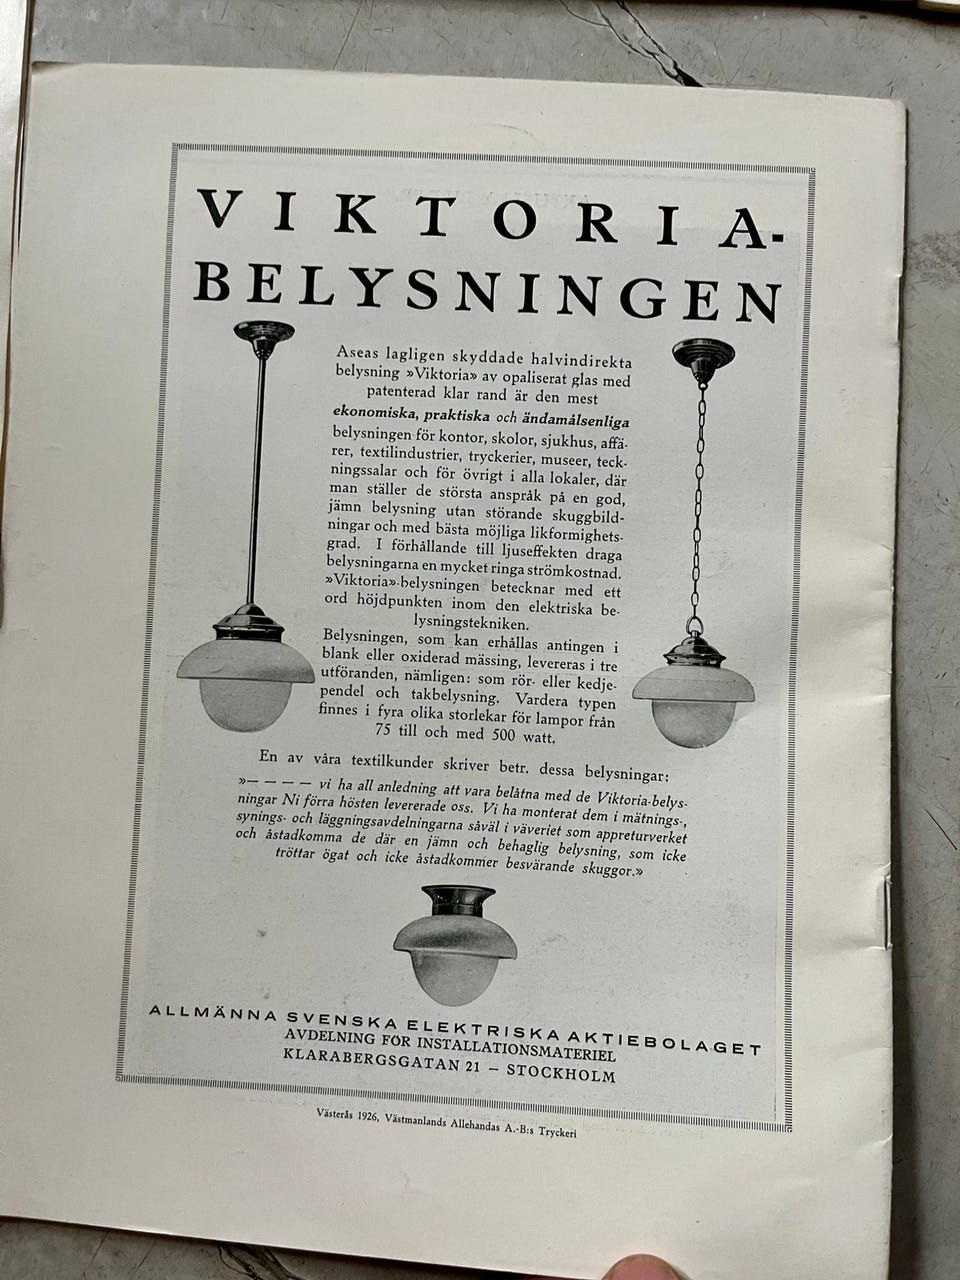 VIKTORIA-
BELYSNINGEN
Aseas lagligen skyddade halvindirekta
belysning »Viktoria» av opaliserat glas med
patenterad klar rand är den mest
ekonomiska, praktiska och ändamålsenliga
belysningen för kontor, skolor, sjukhus, affä-
rer, textilindustrier, tryckerier, museer, teck-
ningssalar och för övrigt i alla lokaler, där
man ställer de största anspråk på en god,
jämn belysning utan störande skuggbild-
ningar och med bästa möjliga likformighets-
grad. I förhållande till ljuseffekten draga
belysningarna en mycket ringa strömkostnad.
»Viktoria»-belysningen betecknar med ett
ord höjdpunkten inom den elektriska be-
lysningstekniken.
Belysningen, som kan erhållas antingen i
blank eller oxiderad mässing, levereras i tre
utföranden, nämligen: som rör- eller kedje-
pendel och takbelysning. Vardera typen
finnes i fyra olika storlekar för lampor från
75 till och med 500 watt.
En av våra textilkunder skriver betr. dessa belysningar:
»— — — — vi ha all anledning att vara belåtna med de Viktoria-belys-
ningar Ni förra hösten levererade oss. Vi ha monterat dem i mätnings-,
synings- och läggningsavdelningarna såväl i väveriet som appreturverket
och åstadkomma de där en jämn och behaglig belysning, som icke
tröttar ögat och icke åstadkommer besvärande skuggor.»
ALLMÄNNA SVENSKA ELEKTRISKA AKTIEBOLAGET
AVDELNING FÖR INSTALLATIONSMATERIEL
KLARABERGSGATAN 21 — STOCKHOLM
Västerås 1926, Västmanlands Allehandas A.-B:s Tryckeri